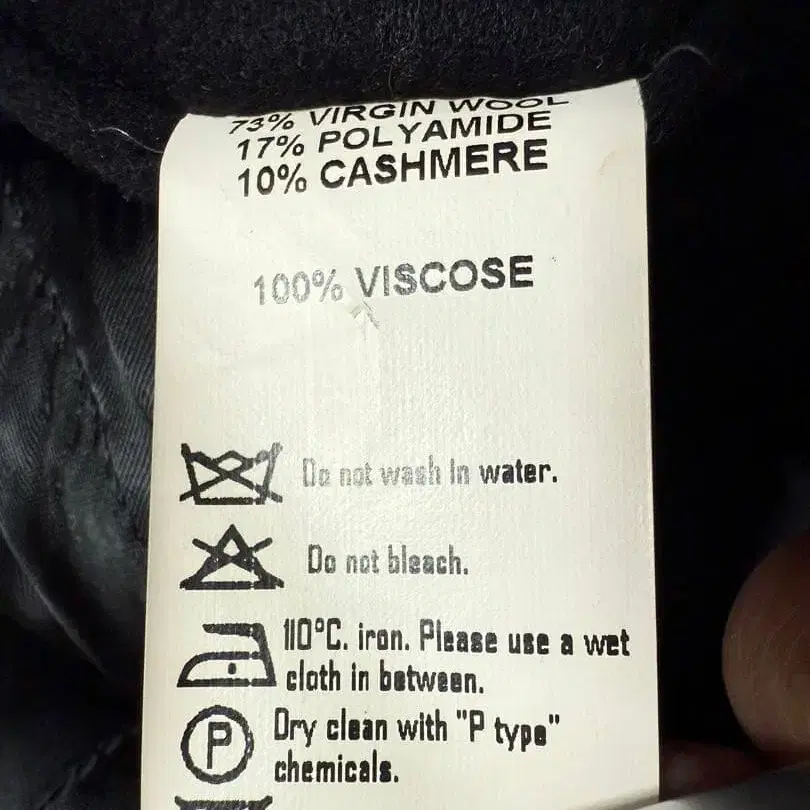 73% VIRGIN WOOL
17% POLYAMIDE
10% CASHMERE
100% VISCOSE
Do not wash in water.
Do not bleach.
110°C. iron. Please use a wet
cloth in between.
P
Dry clean with "P type"
chemicals.